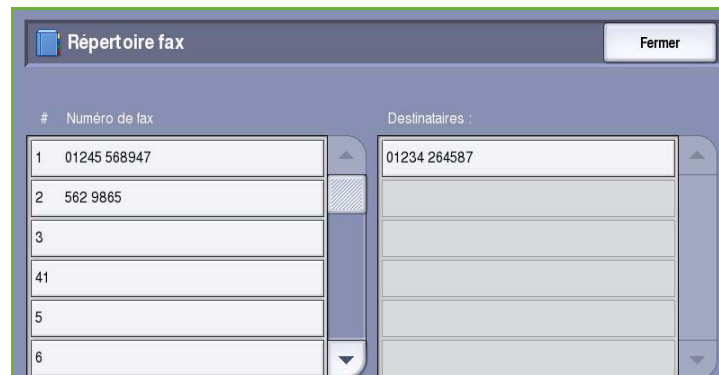 Répertoire fax
Fermer
# Numéro de fax
Destinataires :
1 01245 568947
01234 264587
2 562 9865
3
41
5
6